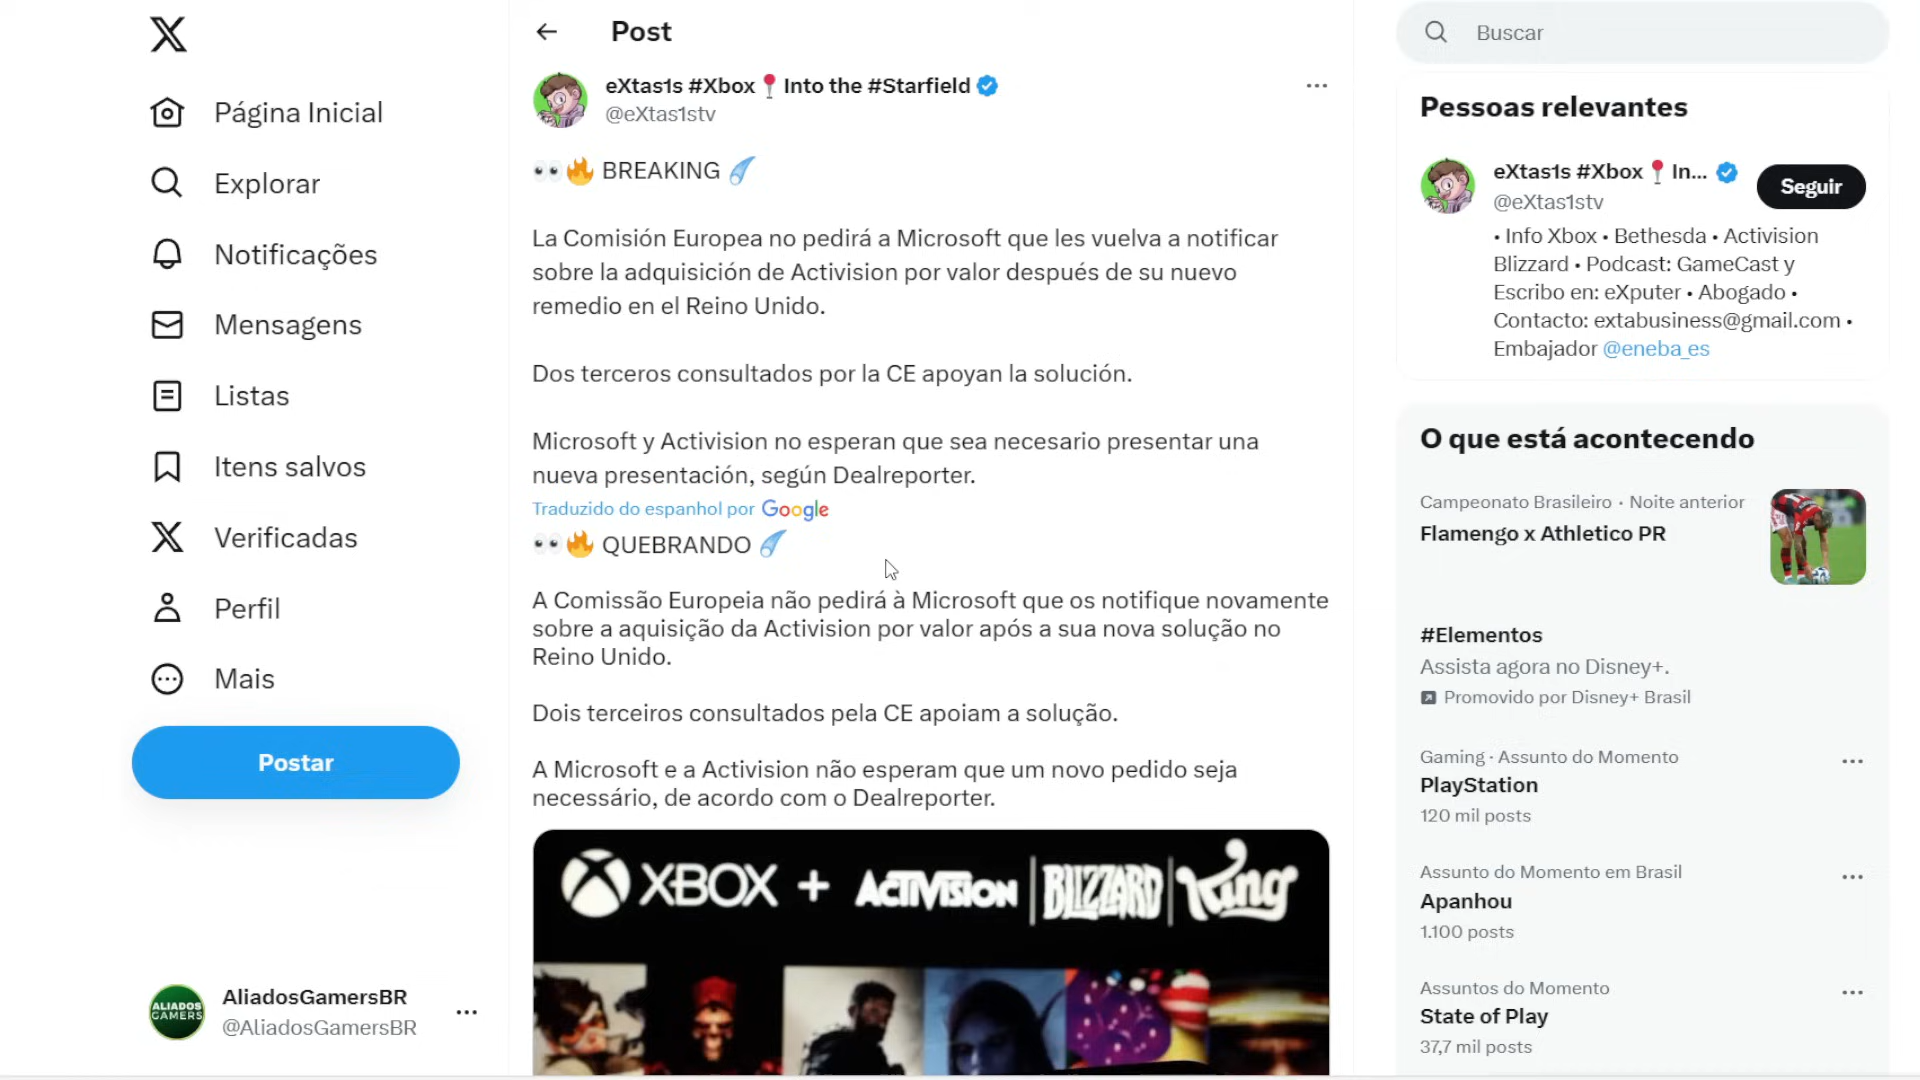 Página Inicial
Explorar
Notificações
Mensagens
Listas
Itens salvos
Verificadas
Perfil
Mais
Postar
ALIADOS
GAMERS
AliadosGamersBR
@AliadosGamersBR
Post
eXtas1s #Xbox📍Into the #Starfield
@eXtas1stv
👀🔥 BREAKING ☄️
La Comisión Europea no pedirá a Microsoft que les vuelva a notificar
sobre la adquisición de Activision por valor después de su nuevo
remedio en el Reino Unido.
Dos terceros consultados por la CE apoyan la solución.
Microsoft y Activision no esperan que sea necesario presentar una
nueva presentación, según Dealreporter.
Traduzido do espanhol por Google
👀🔥 QUEBRANDO ☄️
A Comissão Europeia não pedirá à Microsoft que os notifique novamente
sobre a aquisição da Activision por valor após a sua nova solução no
Reino Unido.
Dois terceiros consultados pela CE apoiam a solução.
A Microsoft e a Activision não esperam que um novo pedido seja
necessário, de acordo com o Dealreporter.
XBOX + ACTIVISION | BLIZZARD | King
Buscar
Pessoas relevantes
eXtas1s #Xbox📍In...
@eXtas1stv
Seguir
• Info Xbox • Bethesda • Activision
Blizzard • Podcast: GameCast y
Escribo en: eXputer • Abogado •
Contacto: extabusiness@gmail.com •
Embajador @eneba_es
O que está acontecendo
Campeonato Brasileiro · Noite anterior
Flamengo x Athletico PR
#Elementos
Assista agora no Disney+.
Promovido por Disney+ Brasil
Gaming · Assunto do Momento
PlayStation
120 mil posts
Assunto do Momento em Brasil
Apanhou
1.100 posts
Assuntos do Momento
State of Play
37,7 mil posts